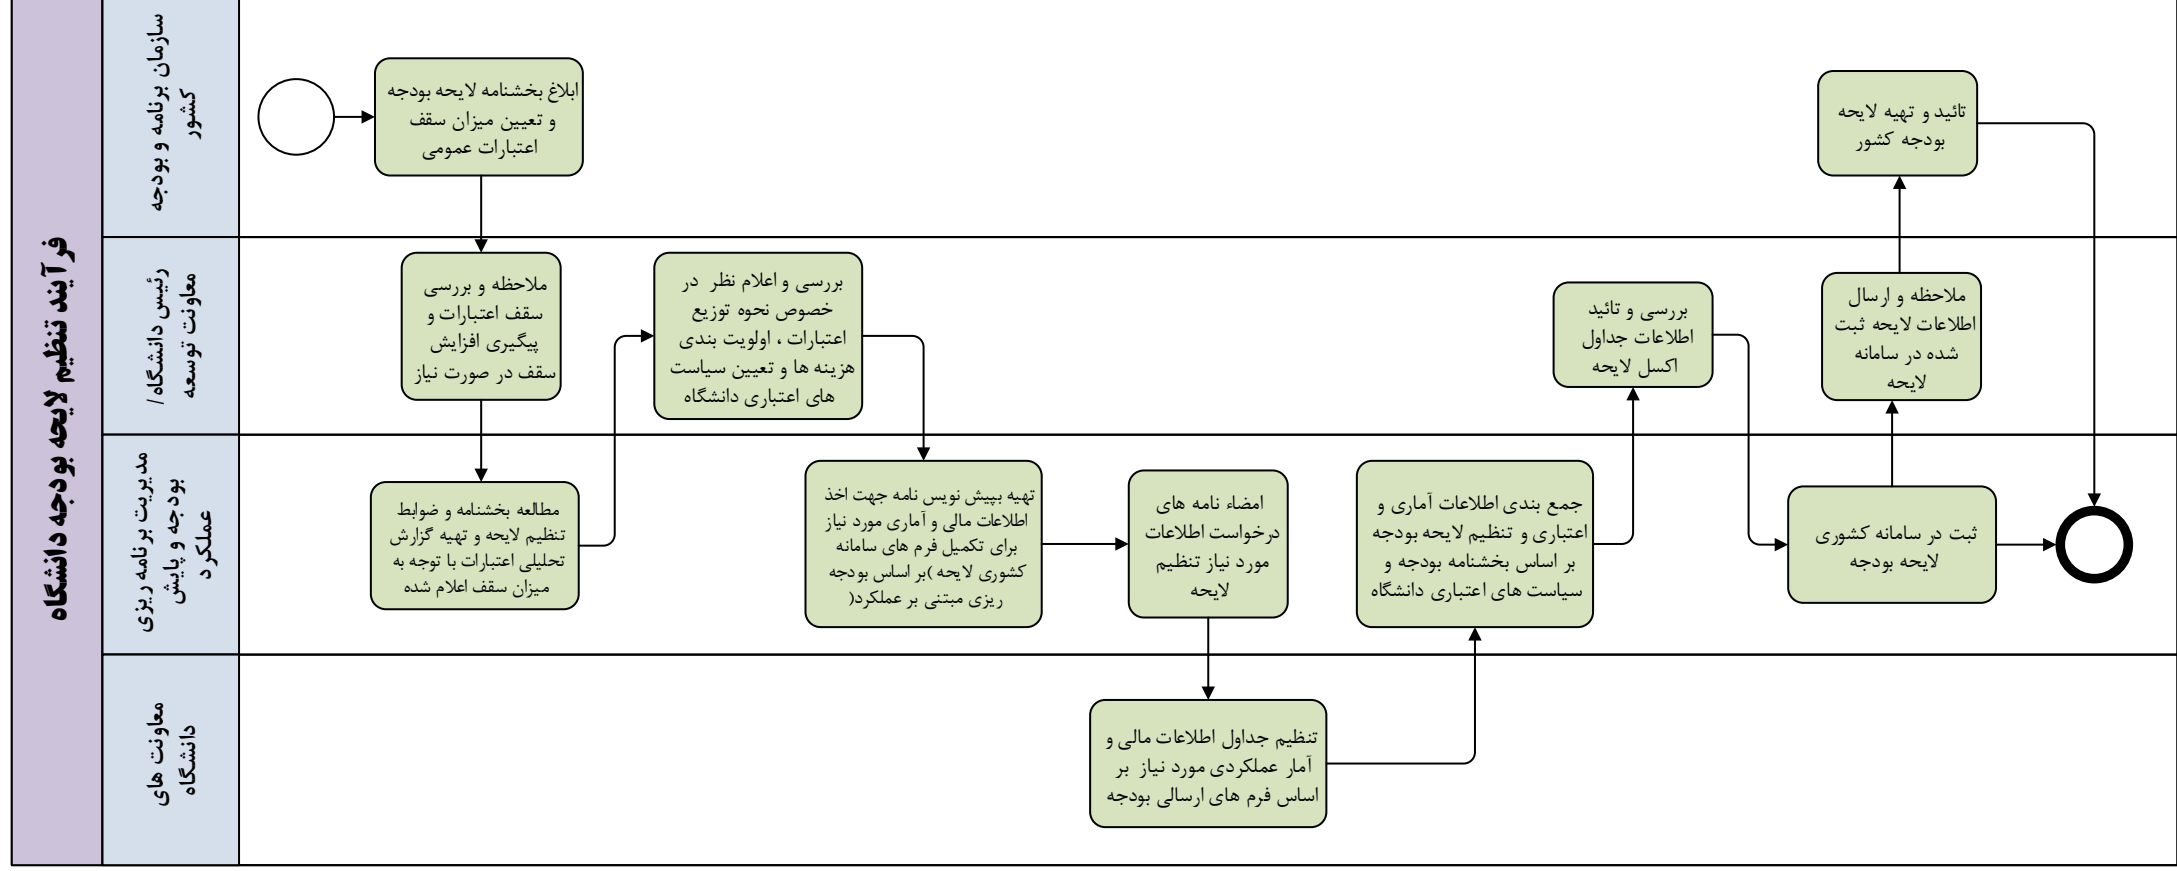 فرآیند تنظیم لایحه بودجه دانشگاه
سازمان برنامه و بودجه
کشور
ابلاغ بخشنامه لایحه بودجه
و تعیین میزان سقف
اعتبارات عمومی
تائید و تهیه لایحه
بودجه کشور
رئیس دانشگاه /
معاونت توسعه
ملاحظه و بررسی
سقف اعتبارات و
پیگیری افزایش
سقف در صورت نیاز
بررسی و اعلام نظر در
خصوص نحوه توزیع
اعتبارات ، اولویت بندی
هزینه ها و تعیین سیاست
های اعتباری دانشگاه
بررسی و تائید
اطلاعات جداول
اکسل لایحه
ملاحظه و ارسال
اطلاعات لایحه ثبت
شده در سامانه
لایحه
مدیریت برنامه ریزی
بودجه و پایش
عملکرد
مطالعه بخشنامه و ضوابط
تنظیم لایحه و تهیه گزارش
تحلیلی اعتبارات با توجه به
میزان سقف اعلام شده
تهیه بپیش نویس نامه جهت اخذ
اطلاعات مالی و آماری مورد نیاز
برای تکمیل فرم های سامانه
کشوری لایحه )بر اساس بودجه
ریزی مبتنی بر عملکرد(
امضاء نامه های
درخواست اطلاعات
مورد نیاز تنظیم
لایحه
جمع بندی اطلاعات آماری و
اعتباری و تنظیم لایحه بودجه
بر اساس بخشنامه بودجه و
سیاست های اعتباری دانشگاه
ثبت در سامانه کشوری
لایحه بودجه
معاونت های
دانشگاه
تنظیم جداول اطلاعات مالی و
آمار عملکردی مورد نیاز بر
اساس فرم های ارسالی بودجه